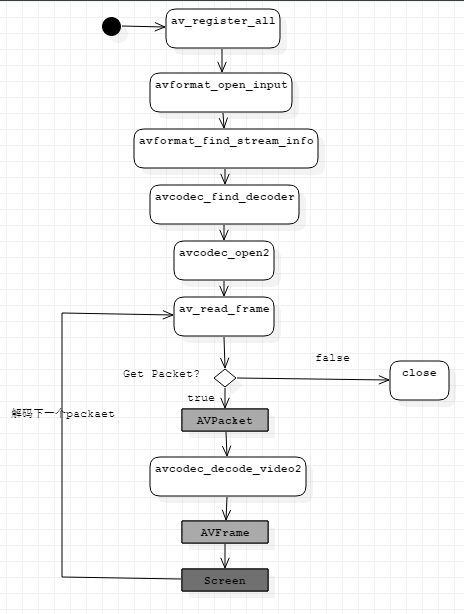 av_register_all
avformat_open_input
avformat_find_stream_info
avcodec_find_decoder
avcodec_open2
av_read_frame
false
Get Packet?
close
true
解码下一个packaet
AVPacket
avcodec_decode_video2
AVFrame
Screen